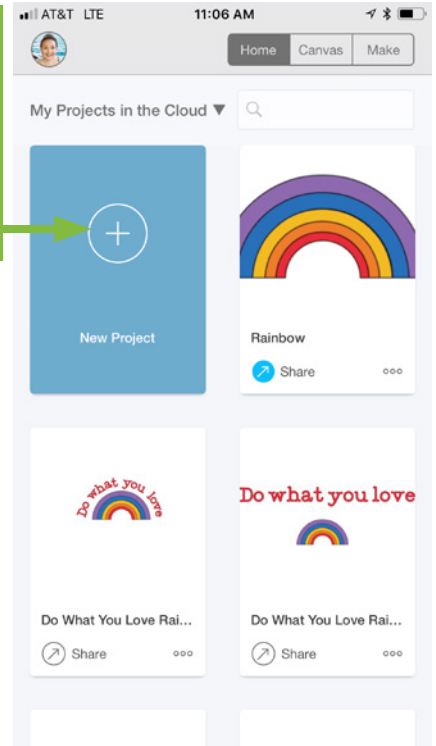 AT&T LTE 11:06 AM
Home Canvas Make
My Projects in the Cloud ▼
New Project
Rainbow
Share
Do what you love
Do what you love
Do What You Love Rai... Do What You Love Rai...
Share Share